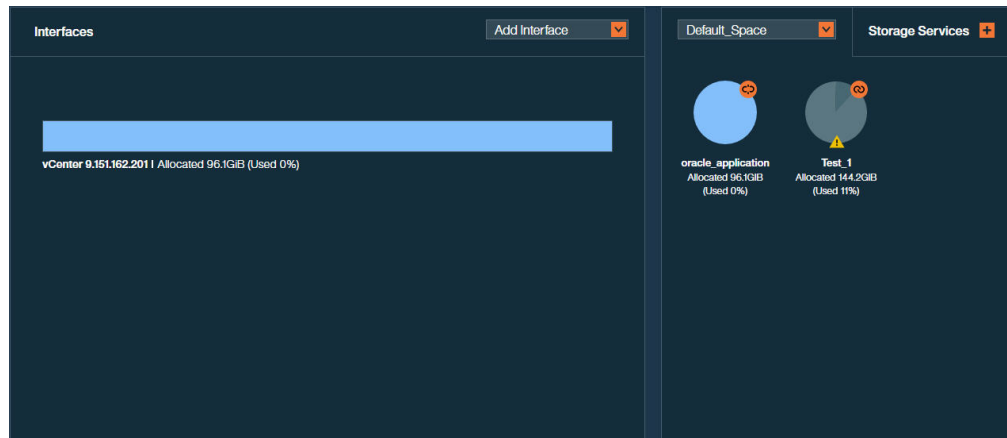 Interfaces
Add Interface
vCenter 9.151.162.201 | Allocated 96.1GiB (Used 0%)
Default_Space
Storage Services
oracle_application
Allocated 96.1GIB
(Used 0%)
Test_1
Allocated 144.2GIB
(Used 11%)